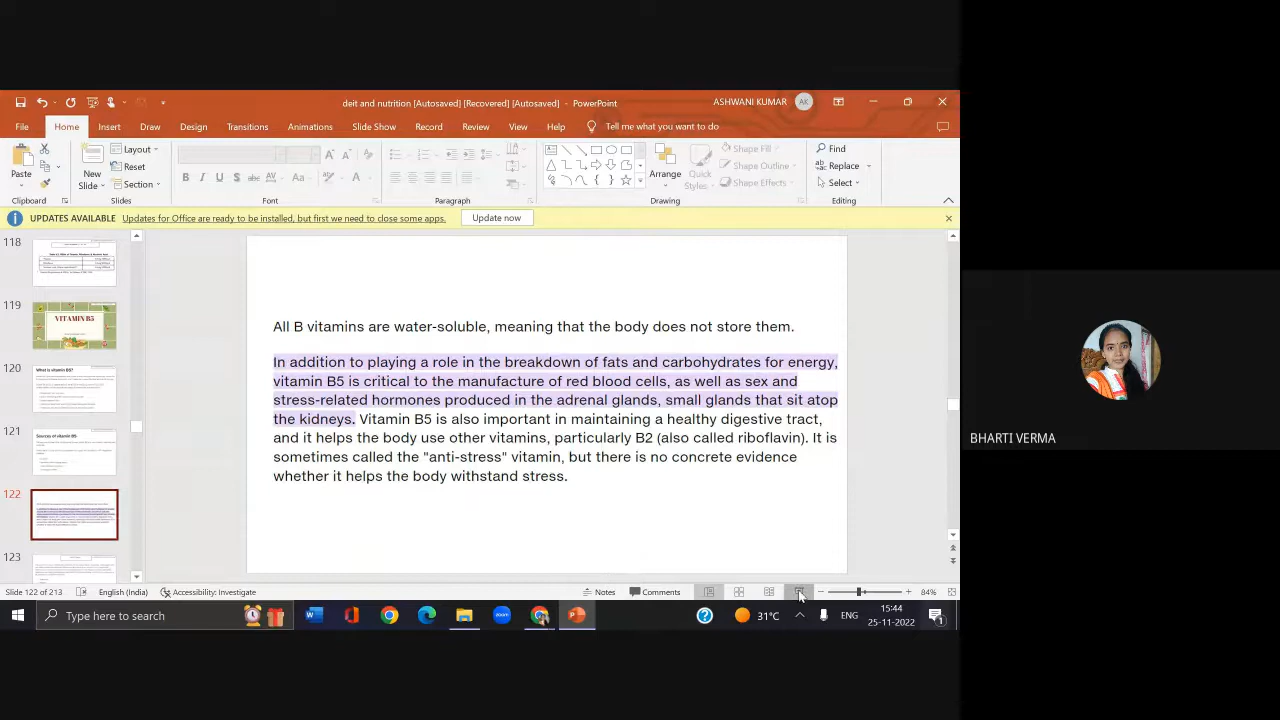 deit and nutrition [Autosaved] [Recovered] [Autosaved] - PowerPoint
ASHWANI KUMAR AK
File Home Insert Draw Design Transitions Animations Slide Show Record Review View Help Tell me what you want to do
Paste
Clipboard
New Slide
Layout
Reset
Section
Slides
Font
Paragraph
Arrange
Quick Styles
Shape Fill
Shape Outline
Shape Effects
Drawing
Find
Replace
Select
Editing
UPDATES AVAILABLE Updates for Office are ready to be installed, but first we need to close some apps. Update now
118
119
VITAMIN B5
120
What is vitamin B5?
121
Sources of vitamin B5
122
123
All B vitamins are water-soluble, meaning that the body does not store them.
In addition to playing a role in the breakdown of fats and carbohydrates for energy,
vitamin B5 is critical to the manufacture of red blood cells, as well as sex and
stress-related hormones produced in the adrenal glands, small glands that sit atop
the kidneys. Vitamin B5 is also important in maintaining a healthy digestive tract,
and it helps the body use other vitamins, particularly B2 (also called riboflavin). It is
sometimes called the "anti-stress" vitamin, but there is no concrete evidence
whether it helps the body withstand stress.
BHARTI VERMA
Slide 122 of 213 English (India) Accessibility: Investigate Notes Comments 84%
Type here to search
31°C ENG 15:44
25-11-2022